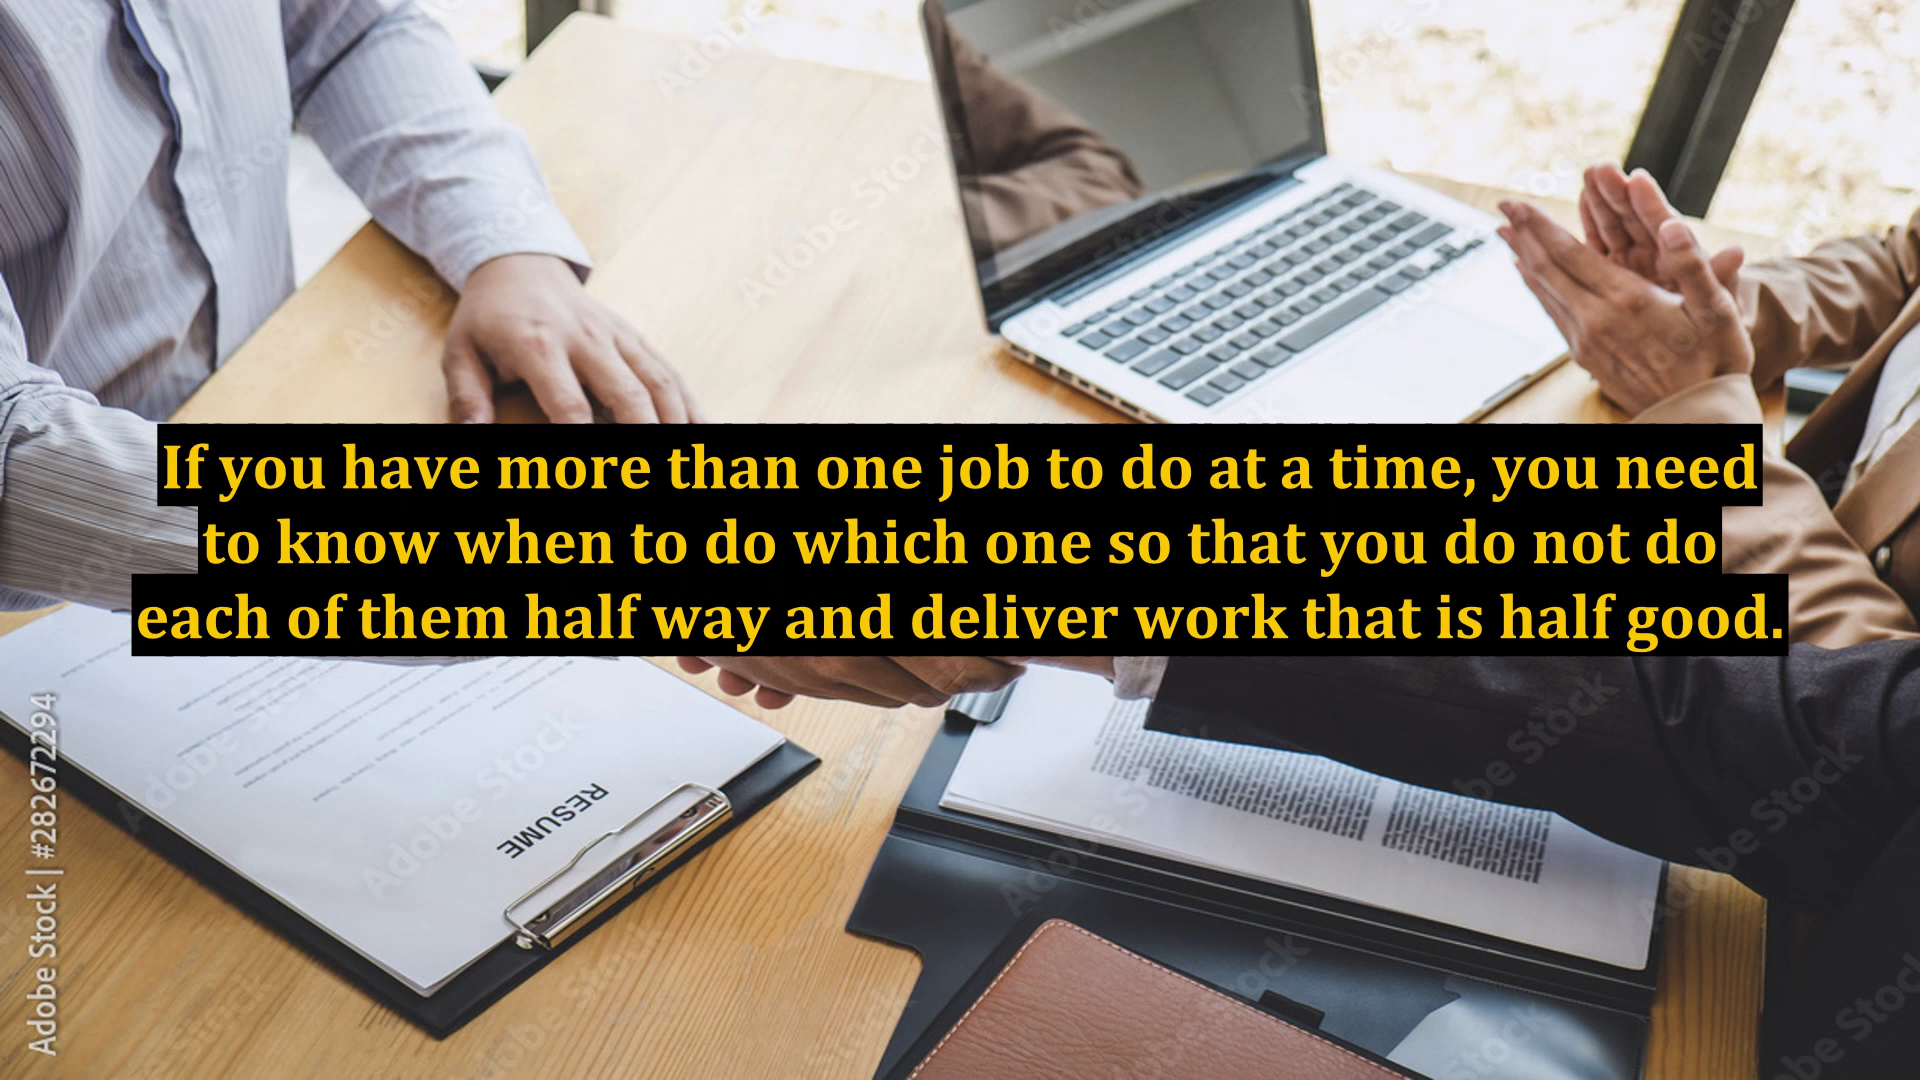 If you have more than one job to do at a time, you need
to know when to do which one so that you do not do
each of them half way and deliver work that is half good.
RESUME
Adobe Stock | #282672294
Adobe Stock